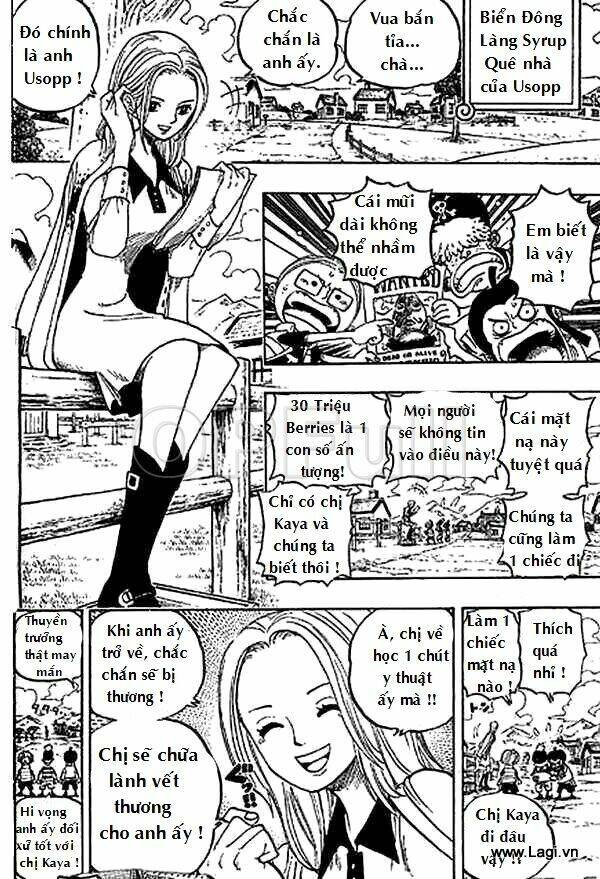 Biển Đông
Làng Syrup
Quê nhà
của Usopp
Vua bắn
tỉa...
chà...
Chắc
chắn là
anh ấy.
Đó chính
là anh
Usopp !
Em biết
là vậy
mà !
Cái mũi
dài không
thể nhầm
được
DEAD OR ALIVE
Cái mặt
nạ này
tuyệt quá
Chúng ta
cũng làm
1 chiếc đi
Mọi người
sẽ không tin
vào điều này!
30 Triệu
Berries là 1
con số ấn
tượng!
Chỉ có chị
Kaya và
chúng ta
biết thôi !
Thích
quá
nhỉ !
Làm 1
chiếc
mặt nạ
nào !
Chị Kaya
đi đâu
vậy !!
À, chị về
học 1 chút
y thuật
ấy mà !!
Khi anh ấy
trở về, chắc
chắn sẽ bị
thương !
Chị sẽ chữa
lành vết
thương
cho anh ấy !
Thuyền
trưởng
thật may
mắn
Hi vọng
anh ấy đối
xử tốt với
chị Kaya !
www.Lagi.vn